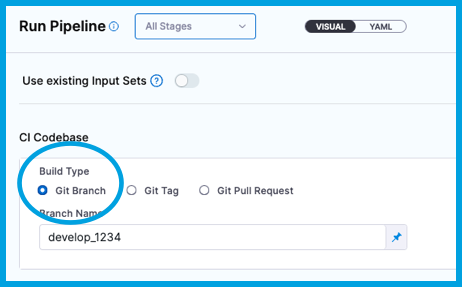 Run Pipeline All Stages VISUAL YAML
Use existing Input Sets
CI Codebase
Build Type
Git Branch Git Tag Git Pull Request
Branch Name
develop_1234